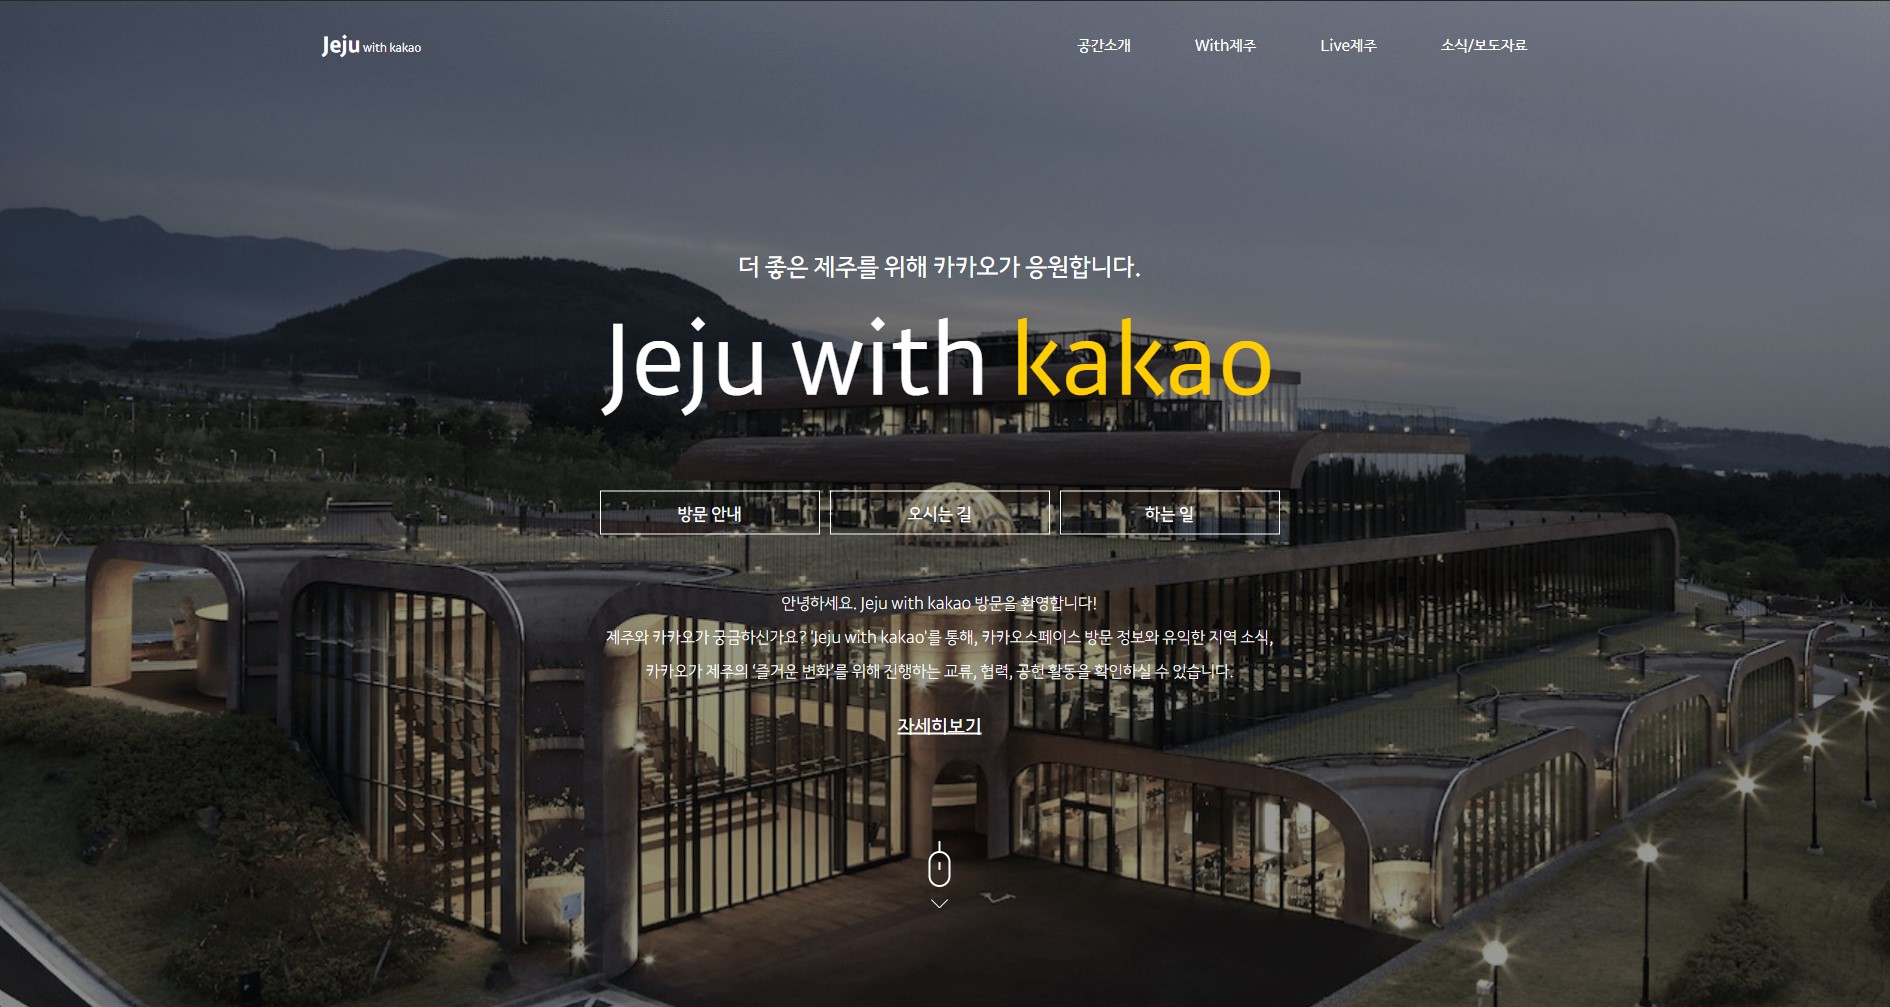 Jeju with kakao
공간소개 With제주 Live제주 소식/보도자료
더 좋은 제주를 위해 카카오가 응원합니다.
Jeju with kakao
방문 안내 오시는 길 하는 일
안녕하세요. Jeju with kakao 방문을 환영합니다!
제주와 카카오가 궁금하신가요? 'Jeju with kakao'를 통해, 카카오스페이스 방문 정보와 유익한 지역 소식,
카카오가 제주의 '즐거운 변화'를 위해 진행하는 교류, 협력, 공헌 활동을 확인하실 수 있습니다.
자세히보기